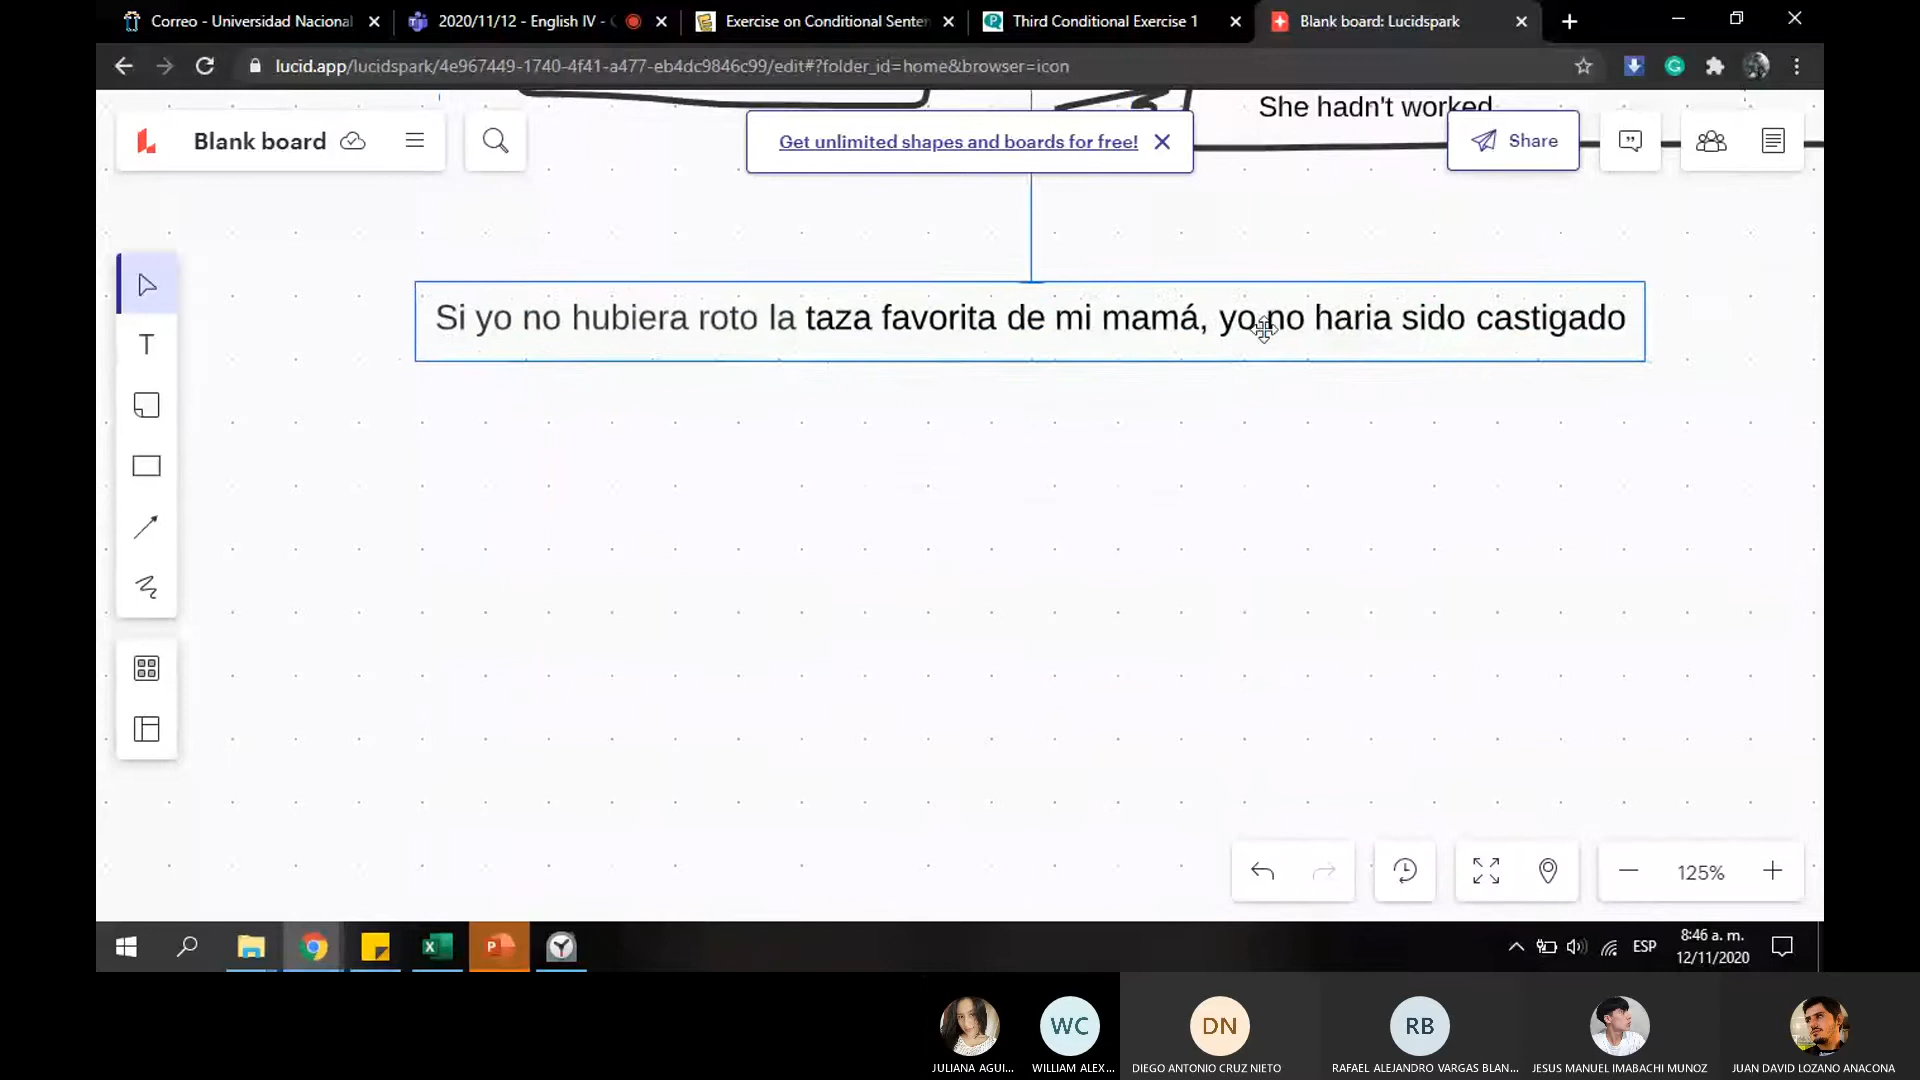 Correo - Universidad Nacional
2020/11/12 - English IV -
Exercise on Conditional Senten
Third Conditional Exercise 1
Blank board: Lucidspark
lucid.app/lucidspark/4e967449-1740-4f41-a477-eb4dc9846c99/edit#?folder_id=home&browser=icon
She hadn't worked
Blank board
Get unlimited shapes and boards for free!
Share
Si yo no hubiera roto la taza favorita de mi mamá, yo no haria sido castigado
T
125%
ESP
8:46 a. m.
12/11/2020
WC
DN
RB
JULIANA AGUI...
WILLIAM ALEX...
DIEGO ANTONIO CRUZ NIETO
RAFAEL ALEJANDRO VARGAS BLAN...
JESUS MANUEL IMABACHI MUNOZ
JUAN DAVID LOZANO ANACONA